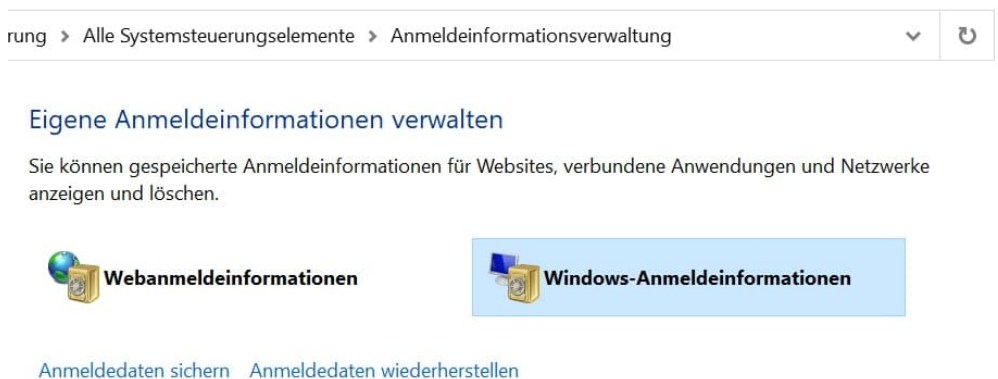 rung > Alle Systemsteuerungselemente > Anmeldeinformationsverwaltung
Eigene Anmeldeinformationen verwalten
Sie können gespeicherte Anmeldeinformationen für Websites, verbundene Anwendungen und Netzwerke
anzeigen und löschen.
Webanmeldeinformationen Windows-Anmeldeinformationen
Anmeldedaten sichern Anmeldedaten wiederherstellen